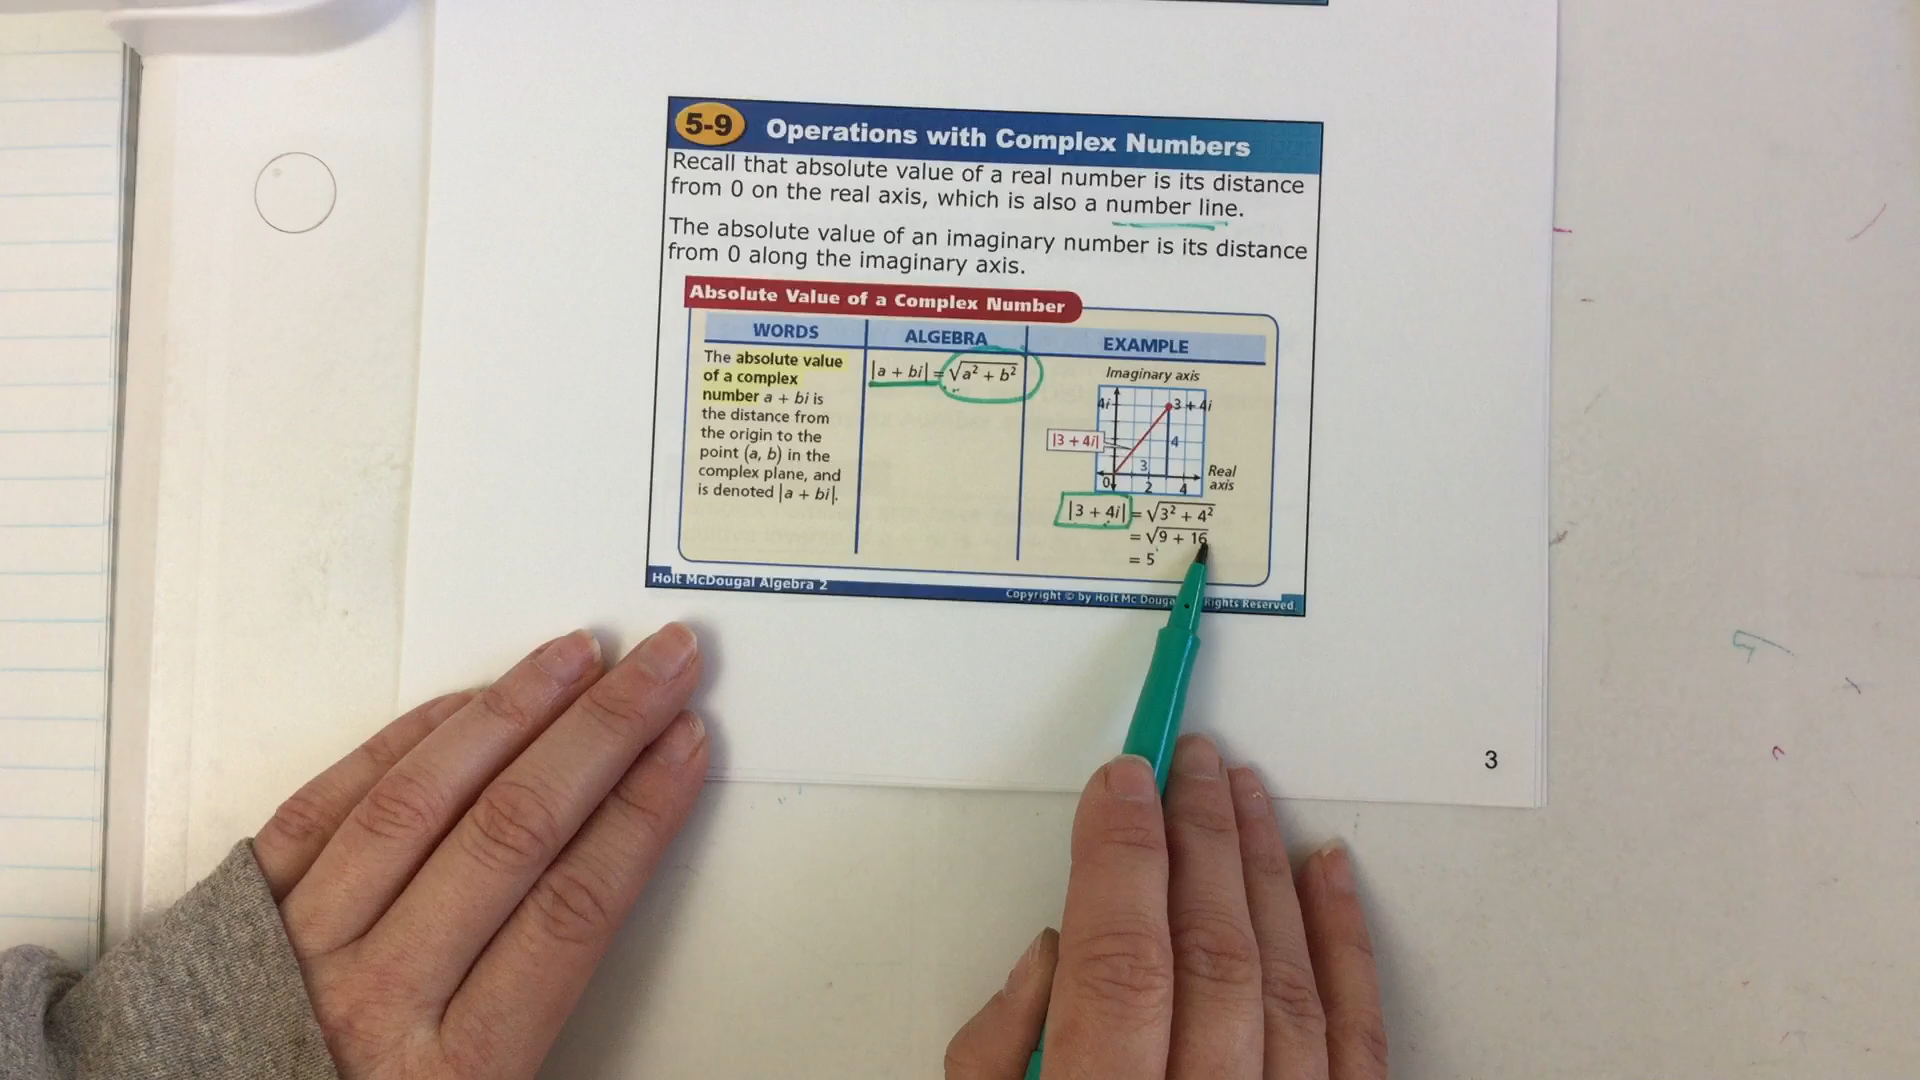 5-9 Operations with Complex Numbers
Recall that absolute value of a real number is its distance
from 0 on the real axis, which is also a number line.
The absolute value of an imaginary number is its distance
from 0 along the imaginary axis.
Absolute Value of a Complex Number
WORDS
The absolute value
of a complex
number a + bi is
the distance from
the origin to the
point (a, b) in the
complex plane, and
is denoted |a + bi|.
ALGEBRA
|a + bi| = √a² + b²
EXAMPLE
Imaginary axis
4i
3 + 4i
|3 + 4i|
4
3
Real
axis
0 2 4
|3 + 4i| = √3² + 4²
= √9 + 16
= 5
Holt McDougal Algebra 2
Copyright © by Holt Mc Douga Rights Reserved.
3